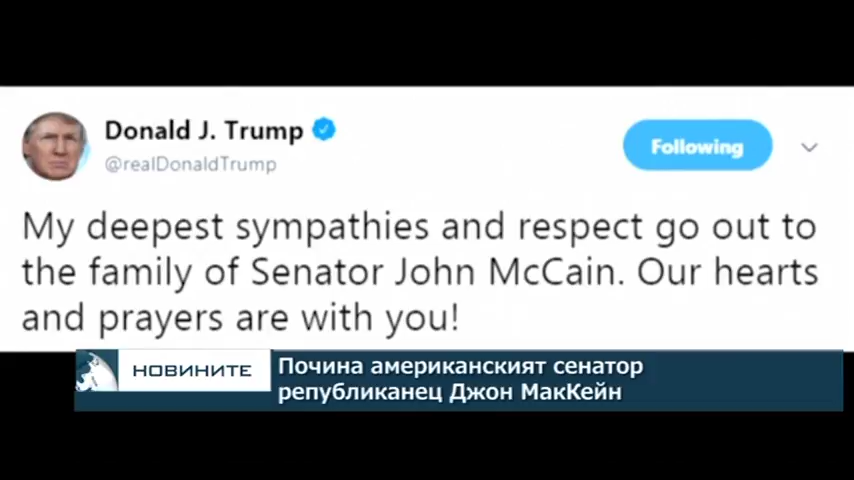 Donald J. Trump
Following
@realDonaldTrump
My deepest sympathies and respect go out to
the family of Senator John McCain. Our hearts
and prayers are with you!
НОВИНИТЕ
Почина американският сенатор
републиканец Джон МакКейн